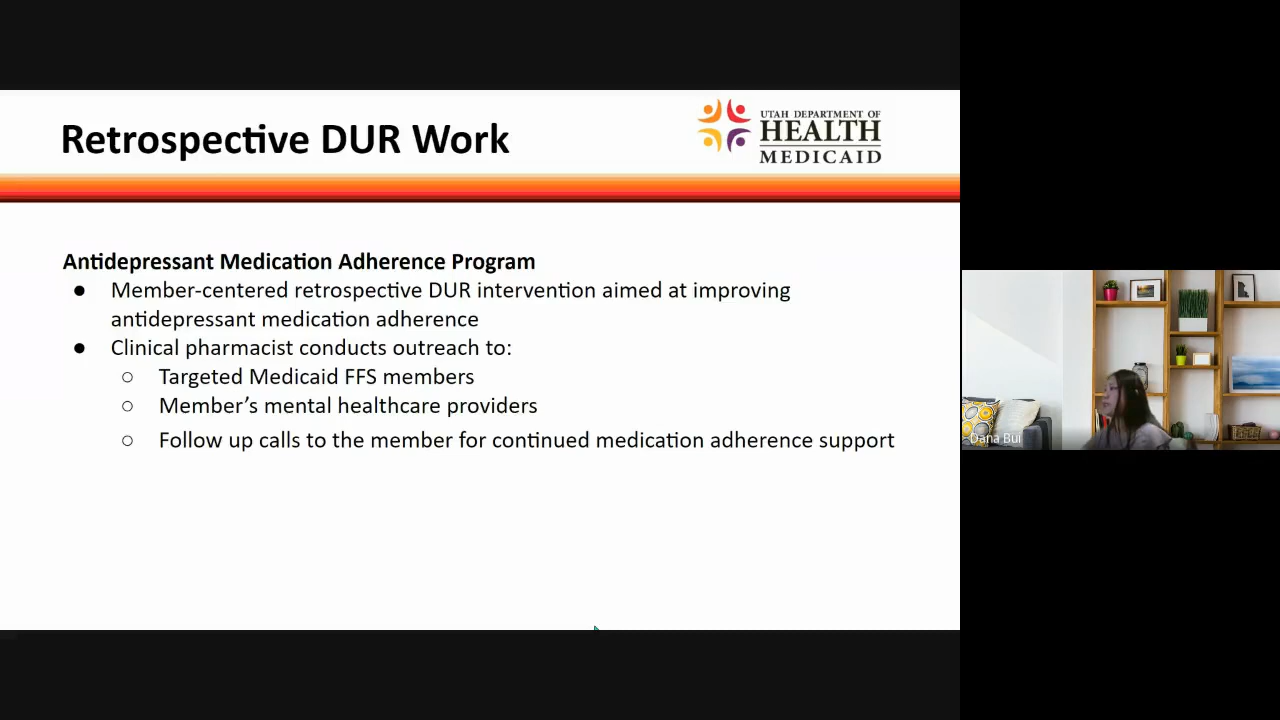 Retrospective DUR Work
UTAH DEPARTMENT OF
HEALTH
MEDICAID
Antidepressant Medication Adherence Program
● Member-centered retrospective DUR intervention aimed at improving
antidepressant medication adherence
● Clinical pharmacist conducts outreach to:
○ Targeted Medicaid FFS members
○ Member’s mental healthcare providers
○ Follow up calls to the member for continued medication adherence support
Dana Bui